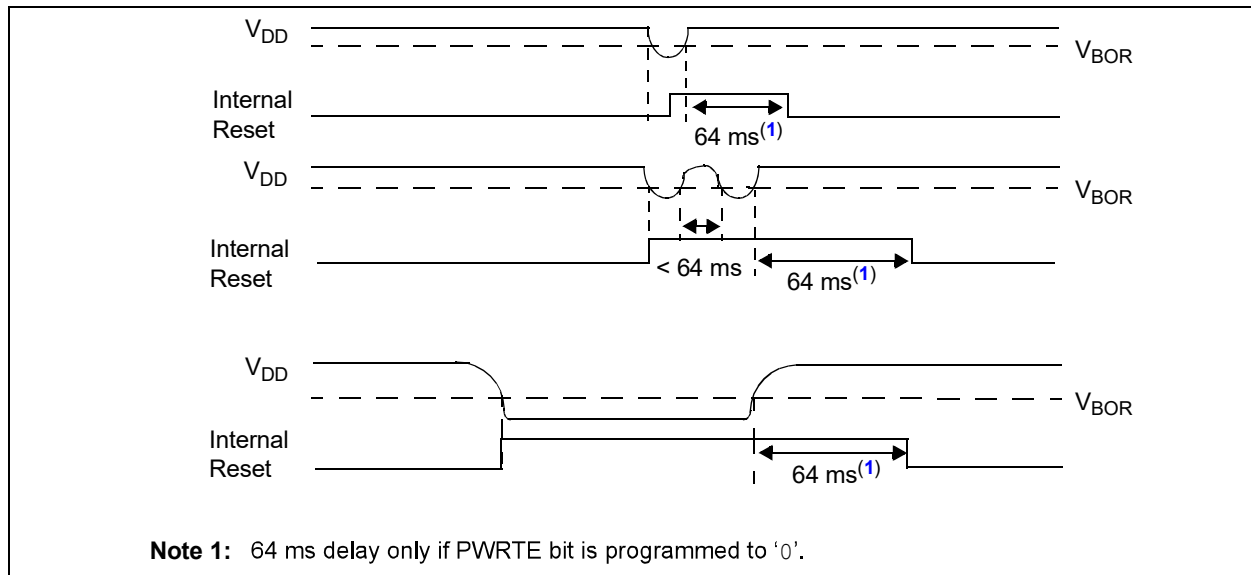 VDD
VBOR
Internal
Reset
64 ms(1)
VDD
VBOR
Internal
Reset
< 64 ms
64 ms(1)
VDD
VBOR
Internal
Reset
64 ms(1)
Note 1: 64 ms delay only if PWRTE bit is programmed to ‘0’.